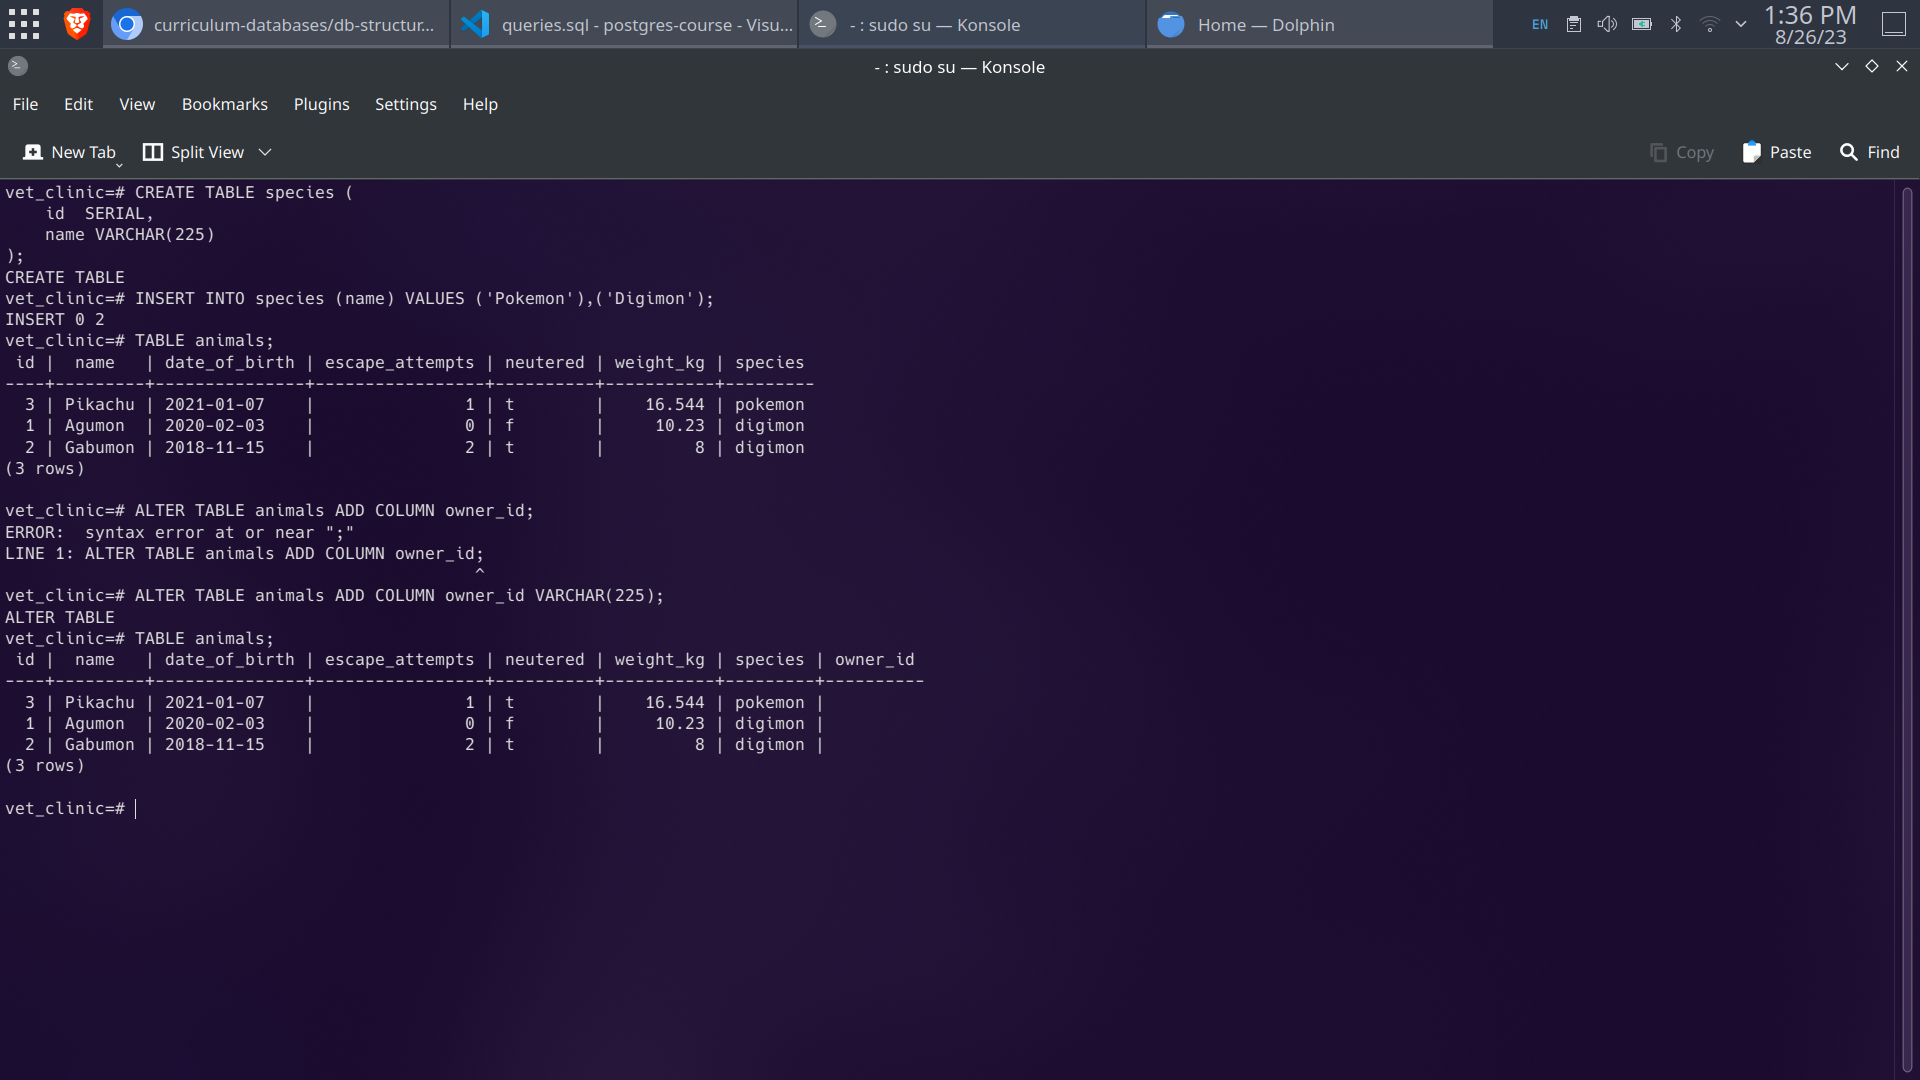 curriculum-databases/db-structur...
queries.sql - postgres-course - Visu...
- : sudo su — Konsole
Home — Dolphin
EN
1:36 PM
8/26/23
- : sudo su — Konsole
File Edit View Bookmarks Plugins Settings Help
New Tab Split View Copy Paste Find
vet_clinic=# CREATE TABLE species (
    id  SERIAL,
    name VARCHAR(225)
);
CREATE TABLE
vet_clinic=# INSERT INTO species (name) VALUES ('Pokemon'),('Digimon');
INSERT 0 2
vet_clinic=# TABLE animals;
 id |  name   | date_of_birth | escape_attempts | neutered | weight_kg | species
----+---------+---------------+-----------------+----------+-----------+---------
  3 | Pikachu | 2021-01-07    |               1 | t        |    16.544 | pokemon
  1 | Agumon  | 2020-02-03    |               0 | f        |     10.23 | digimon
  2 | Gabumon | 2018-11-15    |               2 | t        |         8 | digimon
(3 rows)
vet_clinic=# ALTER TABLE animals ADD COLUMN owner_id;
ERROR:  syntax error at or near ";"
LINE 1: ALTER TABLE animals ADD COLUMN owner_id;
                                               ^
vet_clinic=# ALTER TABLE animals ADD COLUMN owner_id VARCHAR(225);
ALTER TABLE
vet_clinic=# TABLE animals;
 id |  name   | date_of_birth | escape_attempts | neutered | weight_kg | species | owner_id
----+---------+---------------+-----------------+----------+-----------+---------+----------
  3 | Pikachu | 2021-01-07    |               1 | t        |    16.544 | pokemon |
  1 | Agumon  | 2020-02-03    |               0 | f        |     10.23 | digimon |
  2 | Gabumon | 2018-11-15    |               2 | t        |         8 | digimon |
(3 rows)
vet_clinic=#